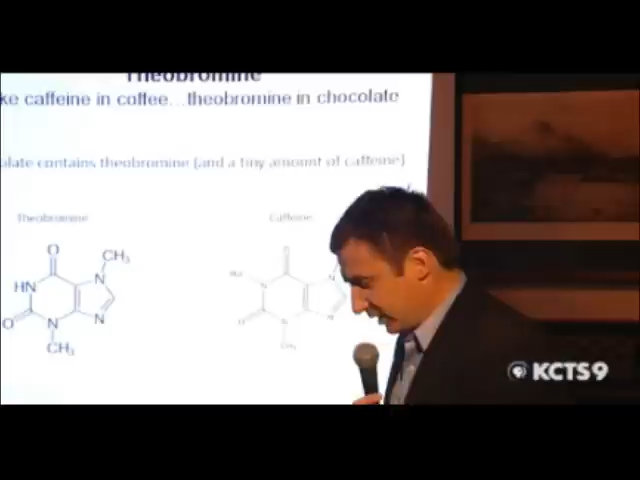 Theobromine
ke caffeine in coffee...theobromine in chocolate
olate contains theobromine (and a tiny amount of caffeine)
Theobromine
Caffeine
O
CH₃
N
HN
O
N
N
CH₃
KCTS9